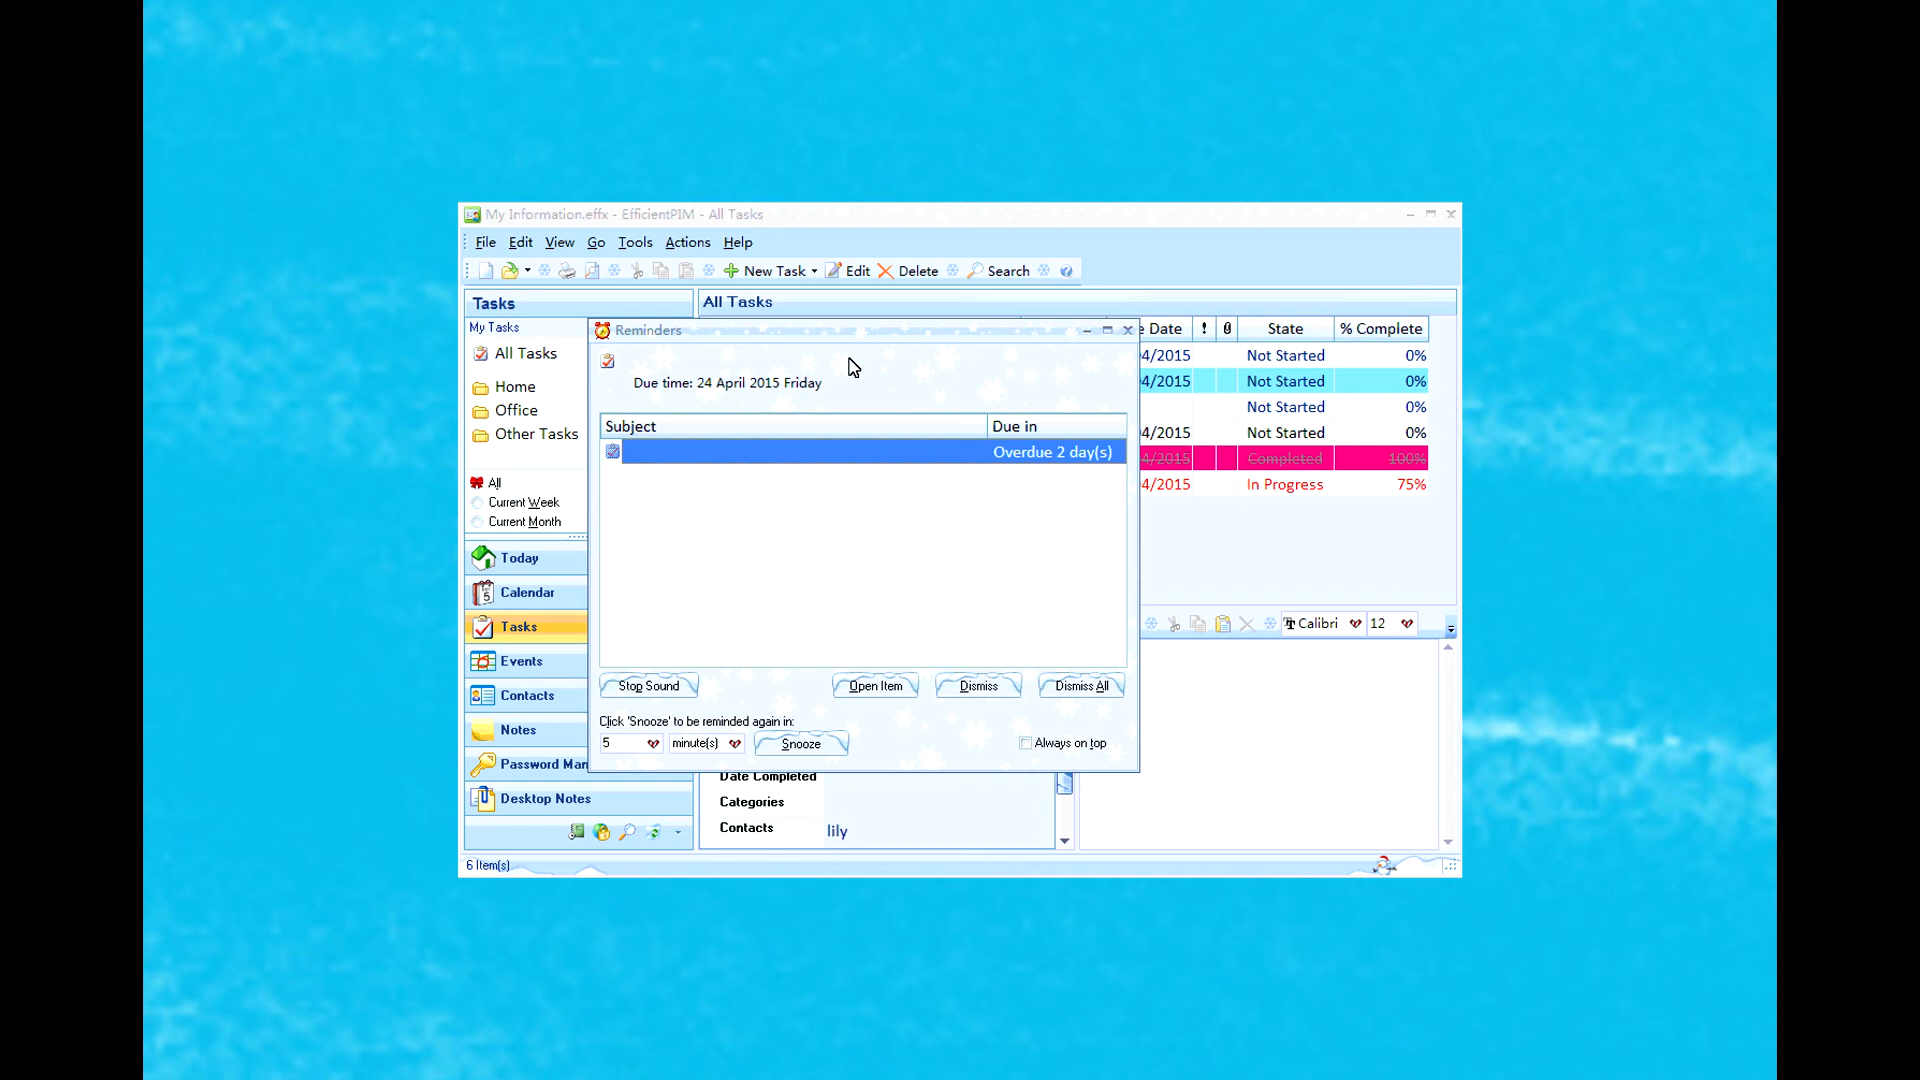 My Information.effx - EfficientPIM - All Tasks
File Edit View Go Tools Actions Help
New Task Edit Delete Search
Tasks
All Tasks
My Tasks
All Tasks
Home
Office
Other Tasks
All
Current Week
Current Month
Today
Calendar
Tasks
Events
Contacts
Notes
Password Man
Desktop Notes
Reminders
Due time: 24 April 2015 Friday
Subject Due in
Overdue 2 day(s)
Stop Sound Open Item Dismiss Dismiss All
Click 'Snooze' to be reminded again in:
5 minute(s) Snooze Always on top
e Date ! State % Complete
4/2015 Not Started 0%
4/2015 Not Started 0%
Not Started 0%
4/2015 Not Started 0%
4/2015 Completed 100%
4/2015 In Progress 75%
Calibri 12
Date Completed
Categories
Contacts lily
6 Item(s)